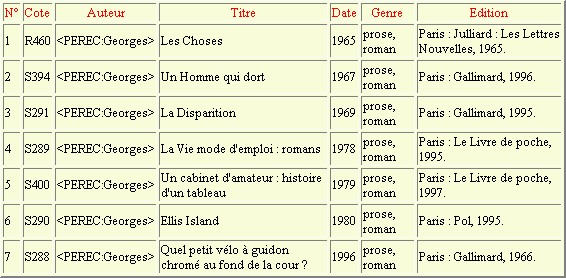 N° Cote Auteur Titre Date Genre Edition
1 R460 <PEREC:Georges> Les Choses 1965 prose, roman Paris : Julliard : Les Lettres Nouvelles, 1965.
2 S394 <PEREC:Georges> Un Homme qui dort 1967 prose, roman Paris : Gallimard, 1996.
3 S291 <PEREC:Georges> La Disparition 1969 prose, roman Paris : Gallimard, 1995.
4 S289 <PEREC:Georges> La Vie mode d'emploi : romans 1978 prose, roman Paris : Le Livre de poche, 1995.
5 S400 <PEREC:Georges> Un cabinet d'amateur : histoire d'un tableau 1979 prose, roman Paris : Le Livre de poche, 1997.
6 S290 <PEREC:Georges> Ellis Island 1980 prose, roman Paris : Pol, 1995.
7 S288 <PEREC:Georges> Quel petit vélo à guidon chromé au fond de la cour ? 1996 prose, roman Paris : Gallimard, 1966.